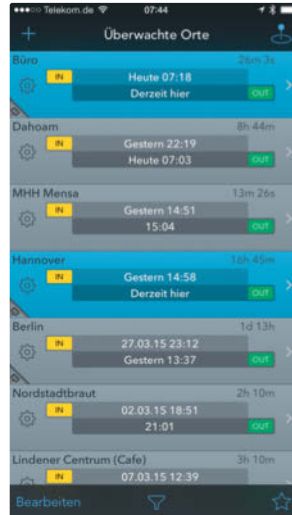 Telekom.de 07:44
Überwachte Orte
Büro 26m 3s
IN Heute 07:18
Derzeit hier OUT
Dahoam 8h 44m
IN Gestern 22:19
Heute 07:03 OUT
MHH Mensa 13m 26s
IN Gestern 14:51
15:04 OUT
Hannover 16h 45m
IN Gestern 14:58
Derzeit hier OUT
Berlin 1d 13h
IN 27.03.15 23:12
Gestern 13:37 OUT
Nordstadtbraut 2h 10m
IN 02.03.15 18:51
21:01 OUT
Lindener Centrum (Cafe) 3h 10m
IN 07.03.15 12:39
Bearbeiten